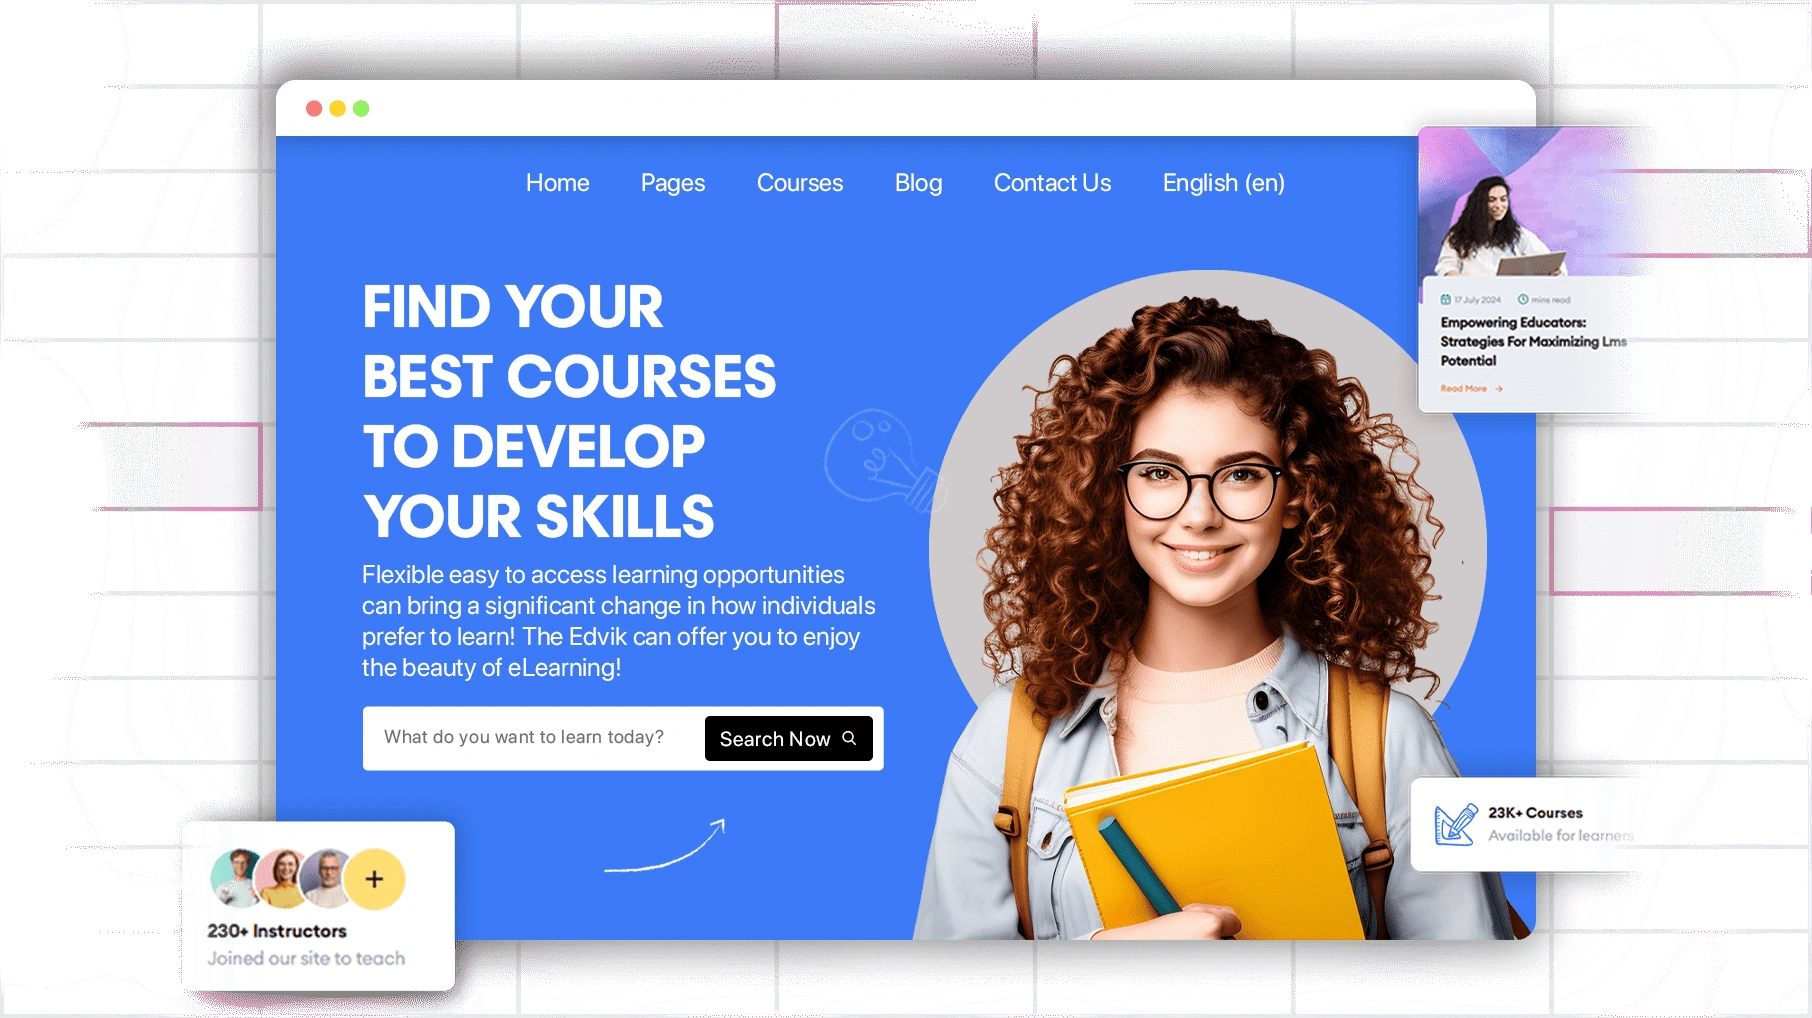 Home Pages Courses Blog Contact Us English (en)
FIND YOUR
BEST COURSES
TO DEVELOP
YOUR SKILLS
Flexible easy to access learning opportunities
can bring a significant change in how individuals
prefer to learn! The Edvik can offer you to enjoy
the beauty of eLearning!
What do you want to learn today? Search Now
17 July 2024 mins read
Empowering Educators:
Strategies For Maximizing Lms
Potential
Read More
23K+ Courses
Available for learners
+
230+ Instructors
Joined our site to teach